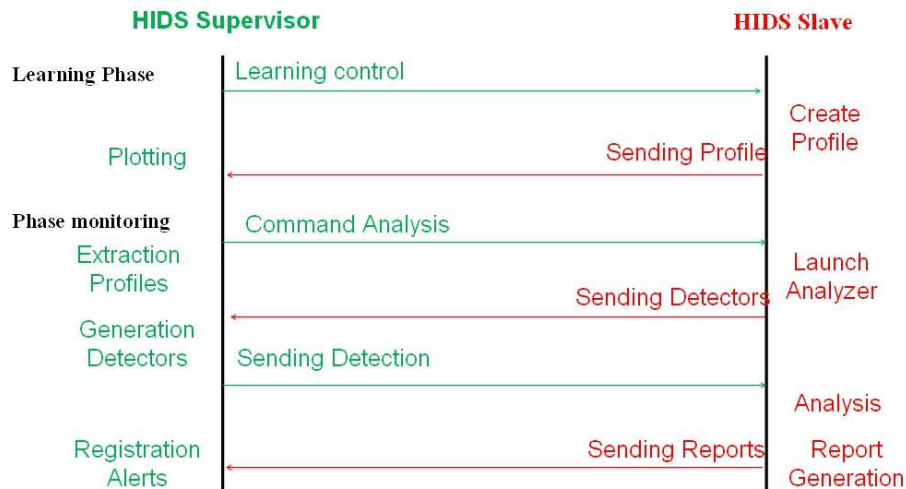 HIDS Supervisor
HIDS Slave
Learning Phase
Learning control
Create
Profile
Plotting
Sending Profile
Phase monitoring
Command Analysis
Extraction
Profiles
Launch
Analyzer
Sending Detectors
Generation
Detectors
Sending Detection
Analysis
Registration
Alerts
Sending Reports
Report
Generation